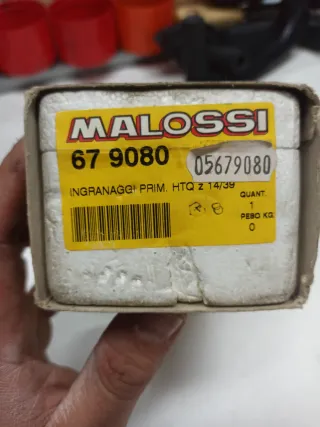 MALOSSI
67 9080
05679080
INGRANAGGI PRIM. HTQ z 14/39
QUANT.
1
PESO KG.
0